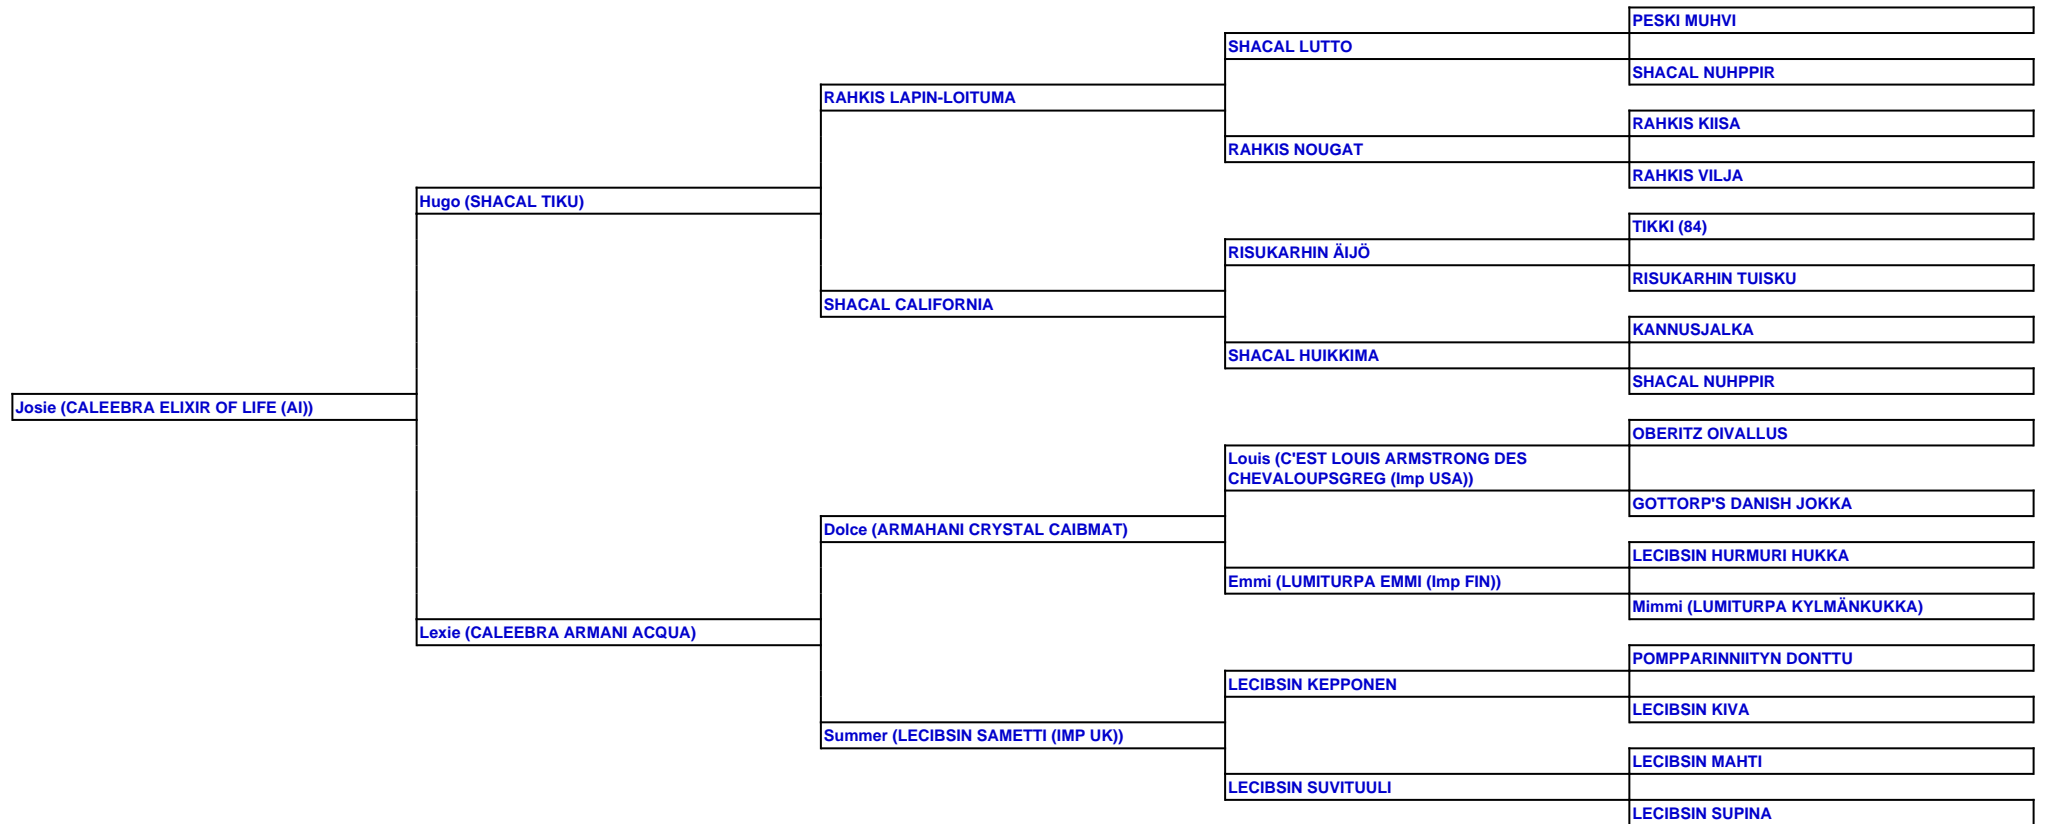 PESKI MUHVI
SHACAL LUTTO
SHACAL NUHPPIR
RAHKIS LAPIN-LOITUMA
RAHKIS KIISA
RAHKIS NOUGAT
RAHKIS VILJA
Hugo (SHACAL TIKU)
TIKKI (84)
RISUKARHIN ÄIJÖ
RISUKARHIN TUISKU
SHACAL CALIFORNIA
KANNUSJALKA
SHACAL HUIKKIMA
SHACAL NUHPPIR
Josie (CALEEBRA ELIXIR OF LIFE (AI))
OBERITZ OIVALLUS
Louis (C'EST LOUIS ARMSTRONG DES
CHEVALOUPSGREG (Imp USA))
GOTTORP'S DANISH JOKKA
Dolce (ARMAHANI CRYSTAL CAIBMAT)
LECIBSIN HURMURI HUKKA
Emmi (LUMITURPA EMMI (Imp FIN))
Mimmi (LUMITURPA KYLMÄNKUKKA)
Lexie (CALEEBRA ARMANI ACQUA)
POMPPARINNIITYN DONTTU
LECIBSIN KEPPONEN
LECIBSIN KIVA
Summer (LECIBSIN SAMETTI (IMP UK))
LECIBSIN MAHTI
LECIBSIN SUVITUULI
LECIBSIN SUPINA